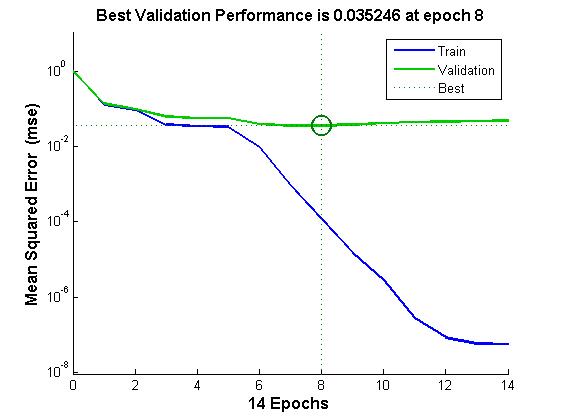 Best Validation Performance is 0.035246 at epoch 8
Train
Validation
Best
Mean Squared Error (mse)
10^0
10^-2
10^-4
10^-6
10^-8
0 2 4 6 8 10 12 14
14 Epochs